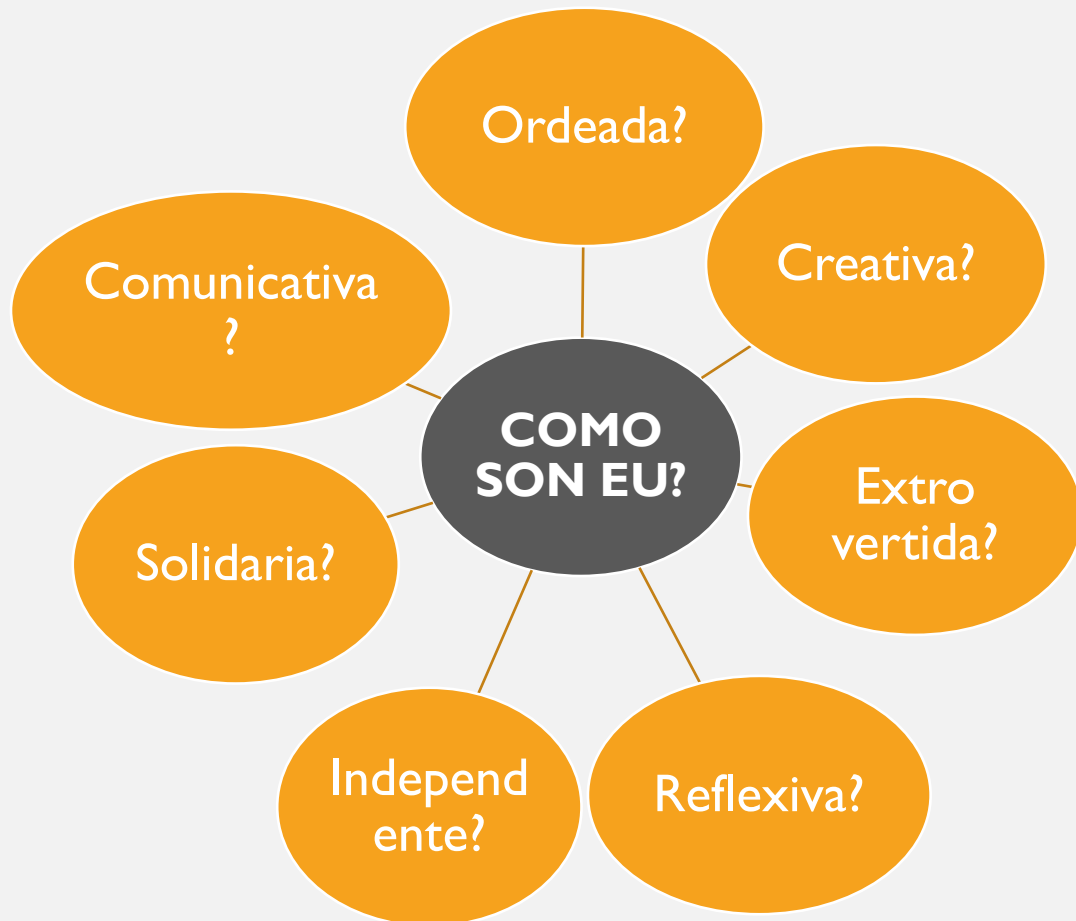 Ordeada?
Creativa?
Comunicativa
?
COMO
SON EU?
Extro
vertida?
Solidaria?
Independ
ente?
Reflexiva?